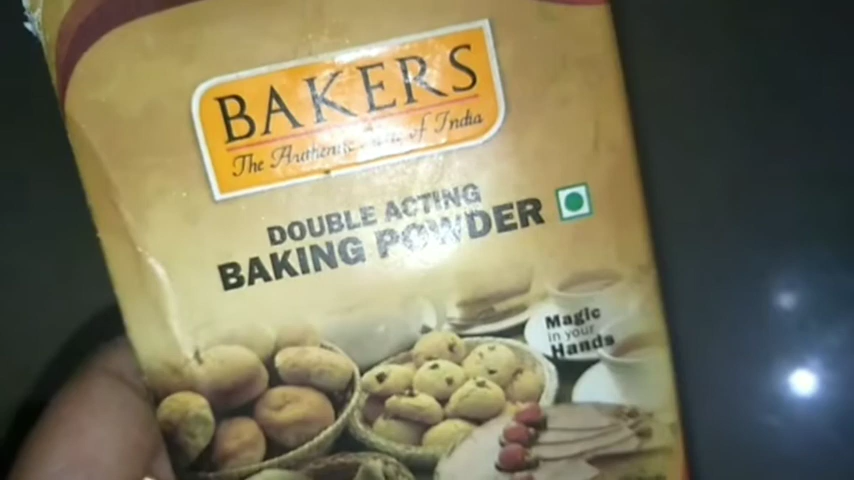 BAKERS
The Authentic Taste of India
DOUBLE ACTING
BAKING POWDER
Magic
in your
Hands